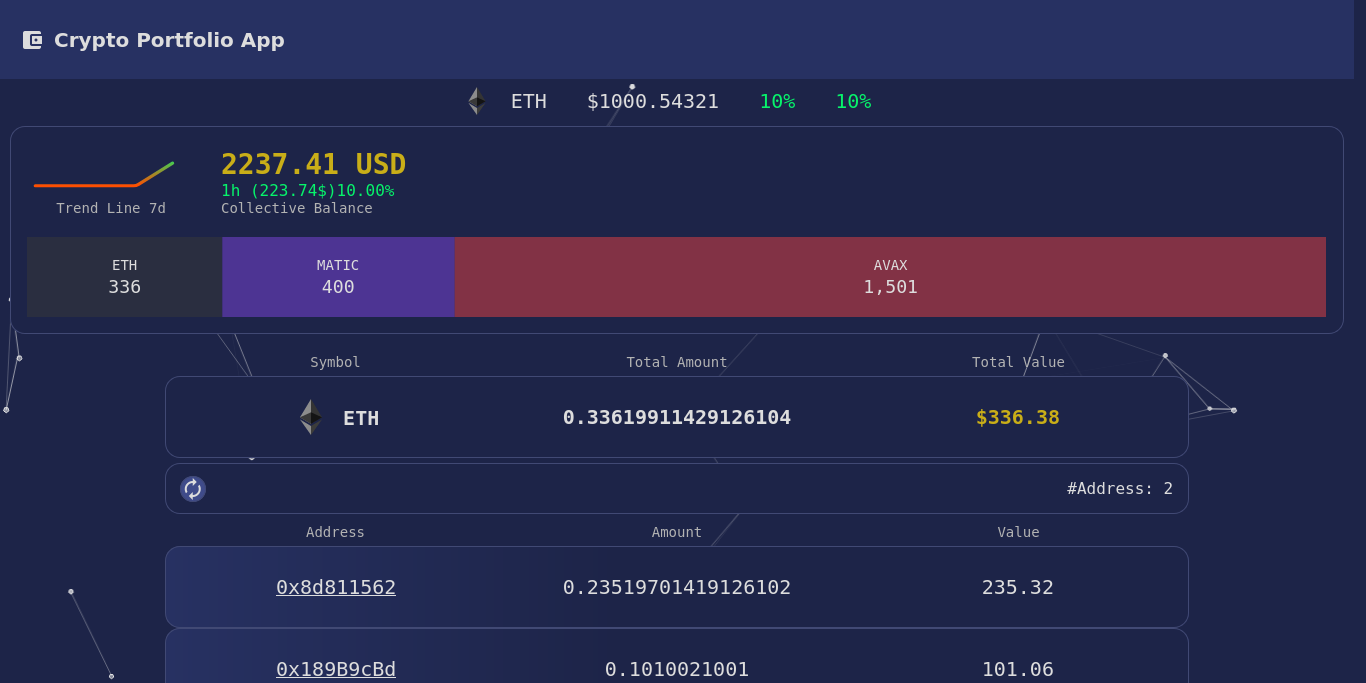 Crypto Portfolio App
ETH $1000.54321 10% 10%
2237.41 USD
1h (223.74$)10.00%
Trend Line 7d Collective Balance
ETH MATIC AVAX
336 400 1,501
Symbol Total Amount Total Value
ETH 0.33619911429126104 $336.38
#Address: 2
Address Amount Value
0x8d811562 0.23519701419126102 235.32
0x189B9cBd 0.1010021001 101.06